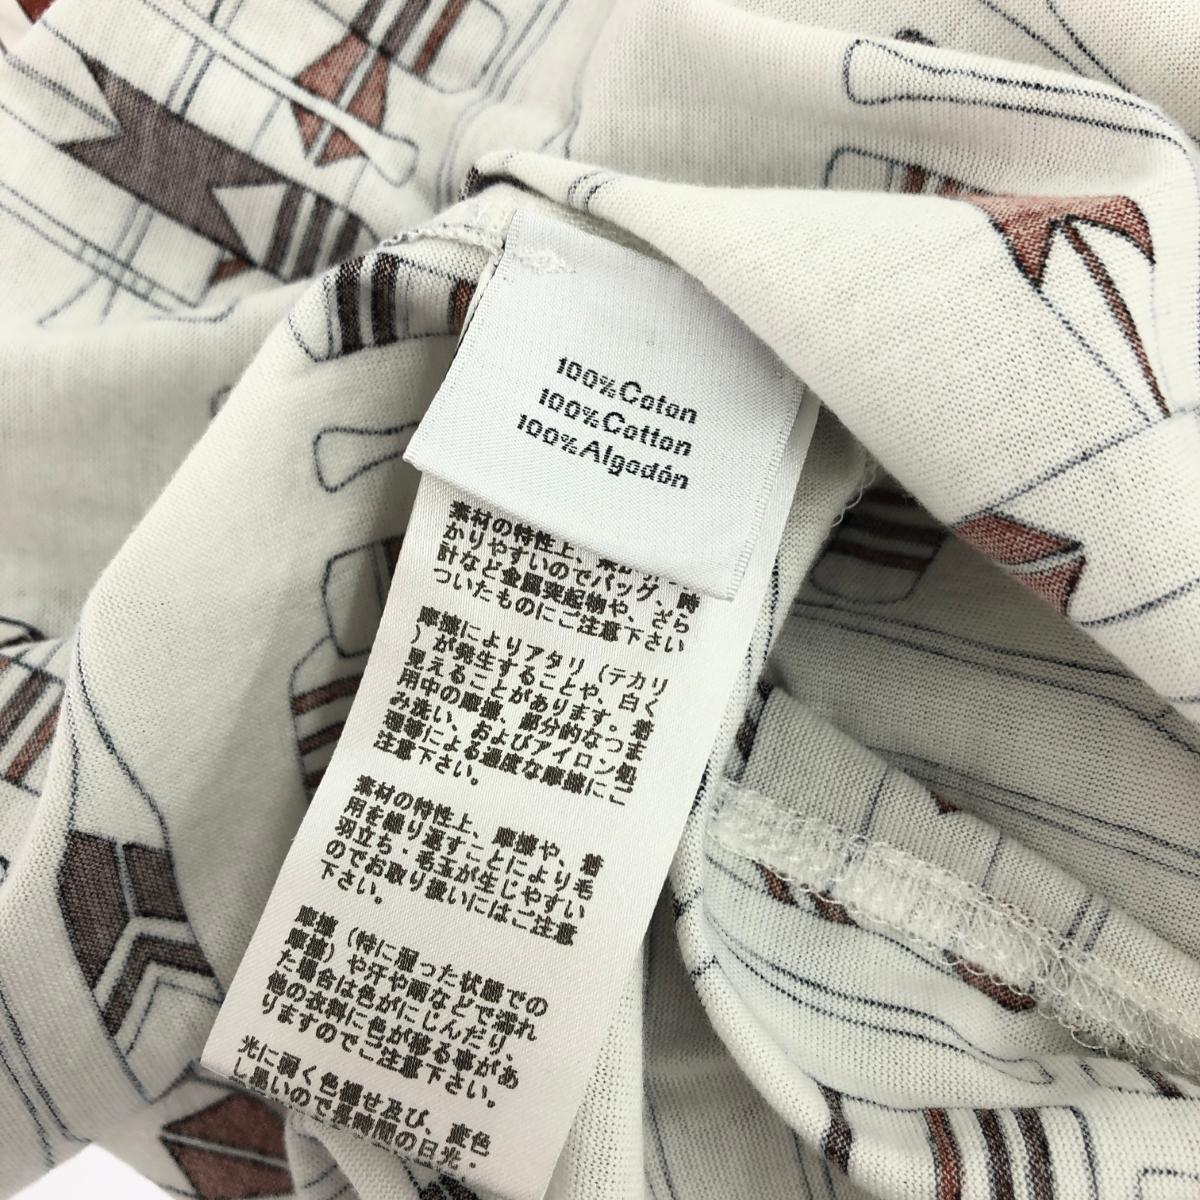 100%Coton
100%Cotton
100%Algodón
素材の特性上、
かりやすいのでバッグ、時
計など金属突起物や、ざら
ついたものにご注意下さい
摩擦によりアタリ（テカリ
）が発生することや、白く
見えることがあります。着
用中の摩擦、部分的なつま
み洗い、およびアイロン処
理等による過度な摩擦にご
注意下さい。
素材の特性上、摩擦や、着
用を繰り返すことにより毛
羽立ち・毛玉が生じやすい
のでお取り扱いにはご注意
下さい。
摩擦（特に湿った状態での
摩擦）や汗や雨などで濡れ
た場合は色がにじんだり、
他の衣料に色が移る事があ
りますのでご注意下さい。
光に弱く色褪せ及び、変色
し易いので長時間の日光・